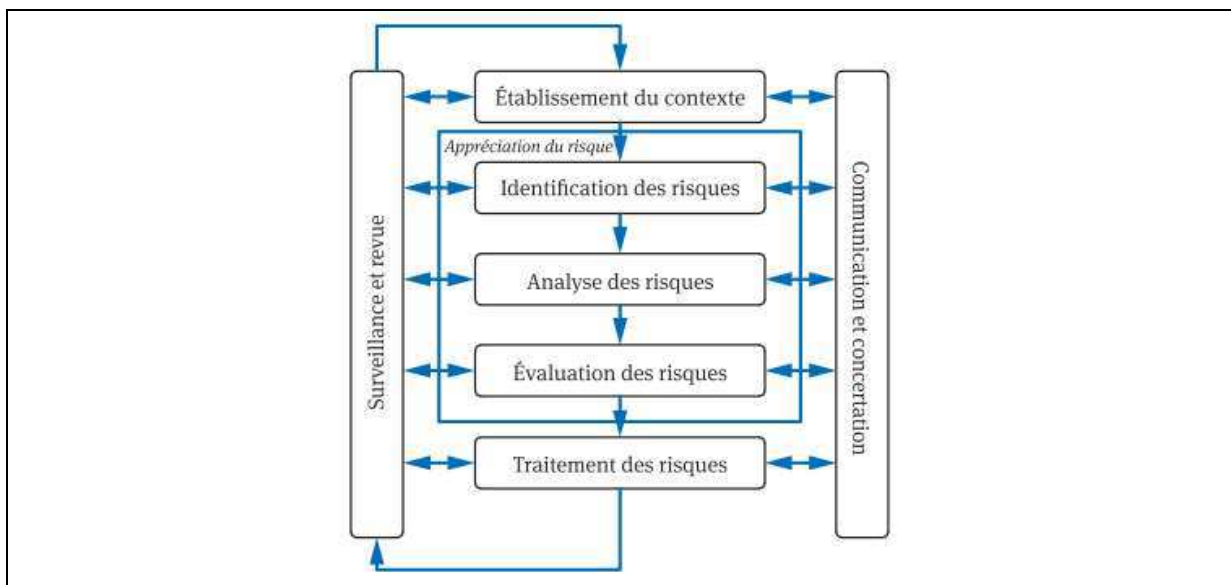 Établissement du contexte
Appréciation du risque
Identification des risques
Analyse des risques
Évaluation des risques
Traitement des risques
Surveillance et revue
Communication et concertation